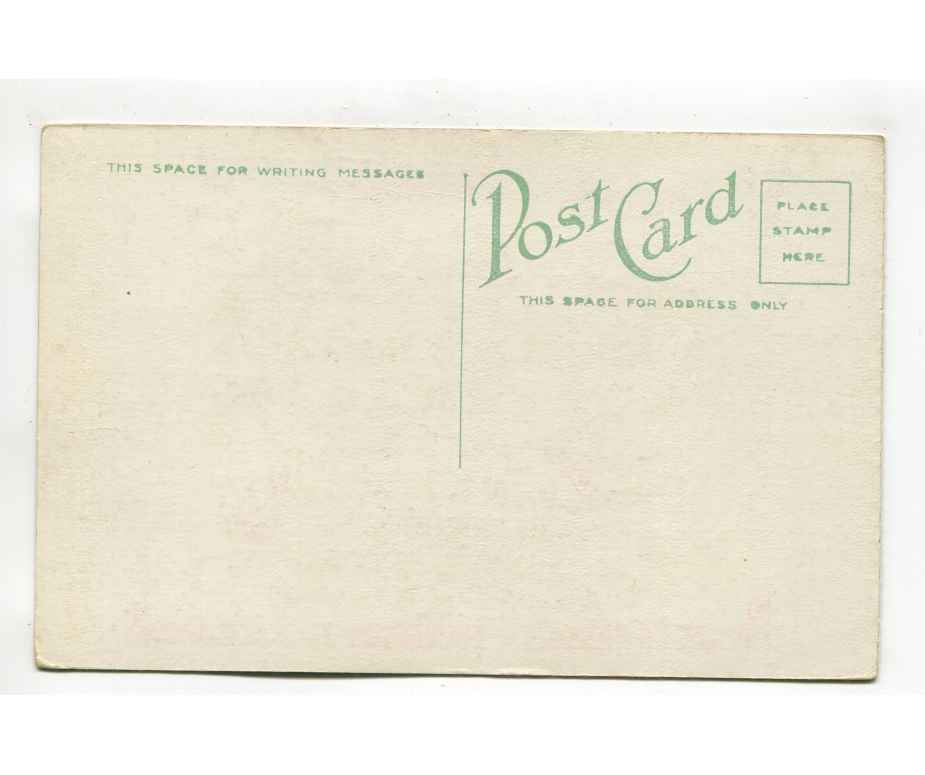 THIS SPACE FOR WRITING MESSAGES
Post Card
PLACE
STAMP
HERE
THIS SPACE FOR ADDRESS ONLY